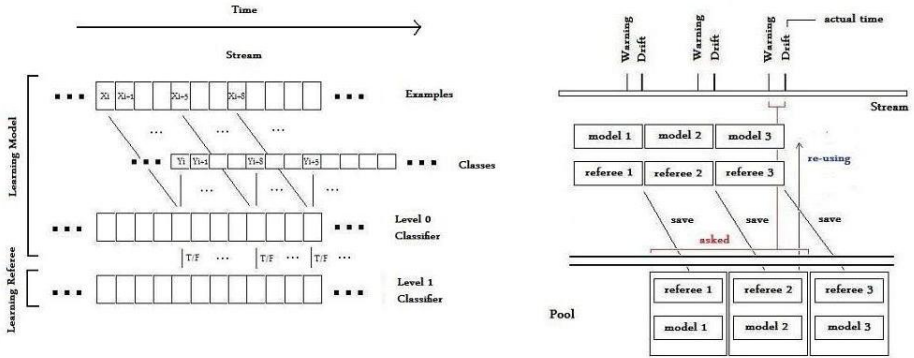 Time
Stream
Learning Model
Xi Xi+1 Xi+5 Xi+8
Examples
Yi Yi+1 Yi+8 Yi+5
Classes
Level 0
Classifier
T/F T/F T/F
Learning Referee
Level 1
Classifier
Warning Drift Warning Drift Warning Drift
actual time
Stream
model 1 model 2 model 3
re-using
referee 1 referee 2 referee 3
save save save
asked
referee 1 referee 2 referee 3
Pool
model 1 model 2 model 3